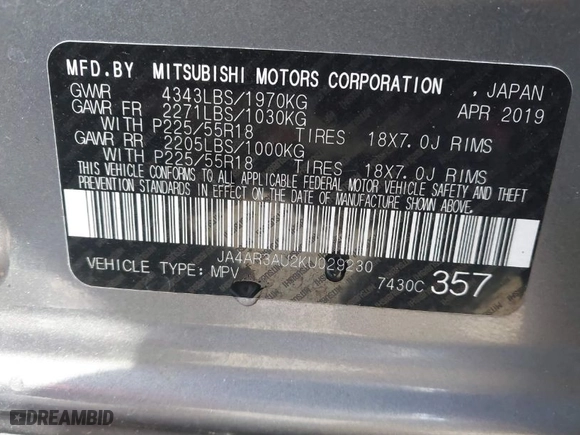 MFD.BY MITSUBISHI MOTORS CORPORATION , JAPAN
GVWR 4343LBS/1970KG APR 2019
GAWR FR 2271LBS/1030KG
WITH P225/55R18 TIRES 18X7.0J RIMS
GAWR RR 2205LBS/1000KG
WITH P225/55R18 TIRES 18X7.0J RIMS
THIS VEHICLE CONFORMS TO ALL APPLICABLE FEDERAL MOTOR VEHICLE SAFETY AND THEFT
PREVENTION STANDARDS IN EFFECT ON THE DATE OF MANUFACTURE SHOWN ABOVE.
JA4AR3AU2KU029230
VEHICLE TYPE: MPV 7430C 357
DREAMBID